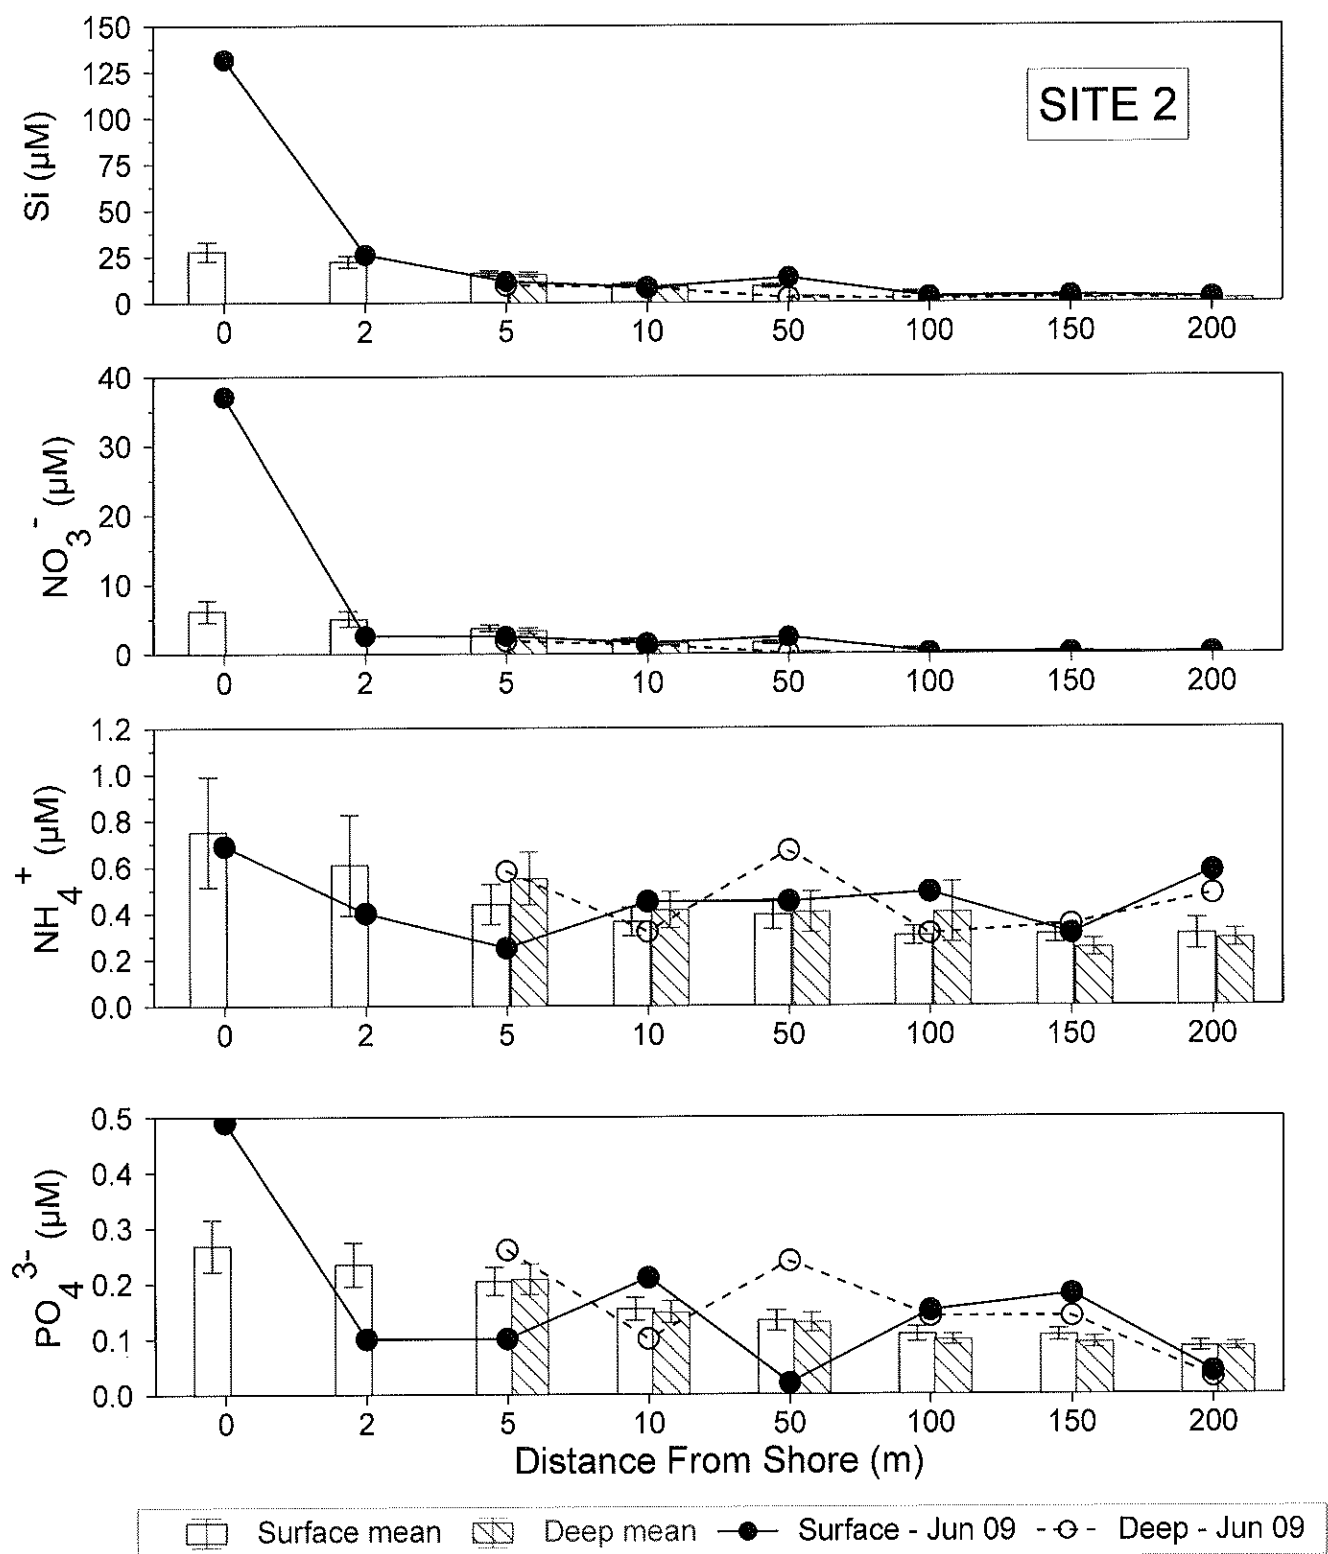 SITE 2
Si (µM)
150
125
100
75
50
25
0
0 2 5 10 50 100 150 200
NO3- (µM)
40
30
20
10
0
0 2 5 10 50 100 150 200
NH4+ (µM)
1.2
1.0
0.8
0.6
0.4
0.2
0.0
0 2 5 10 50 100 150 200
PO4 3- (µM)
0.5
0.4
0.3
0.2
0.1
0.0
0 2 5 10 50 100 150 200
Distance From Shore (m)
Surface mean Deep mean Surface - Jun 09 Deep - Jun 09